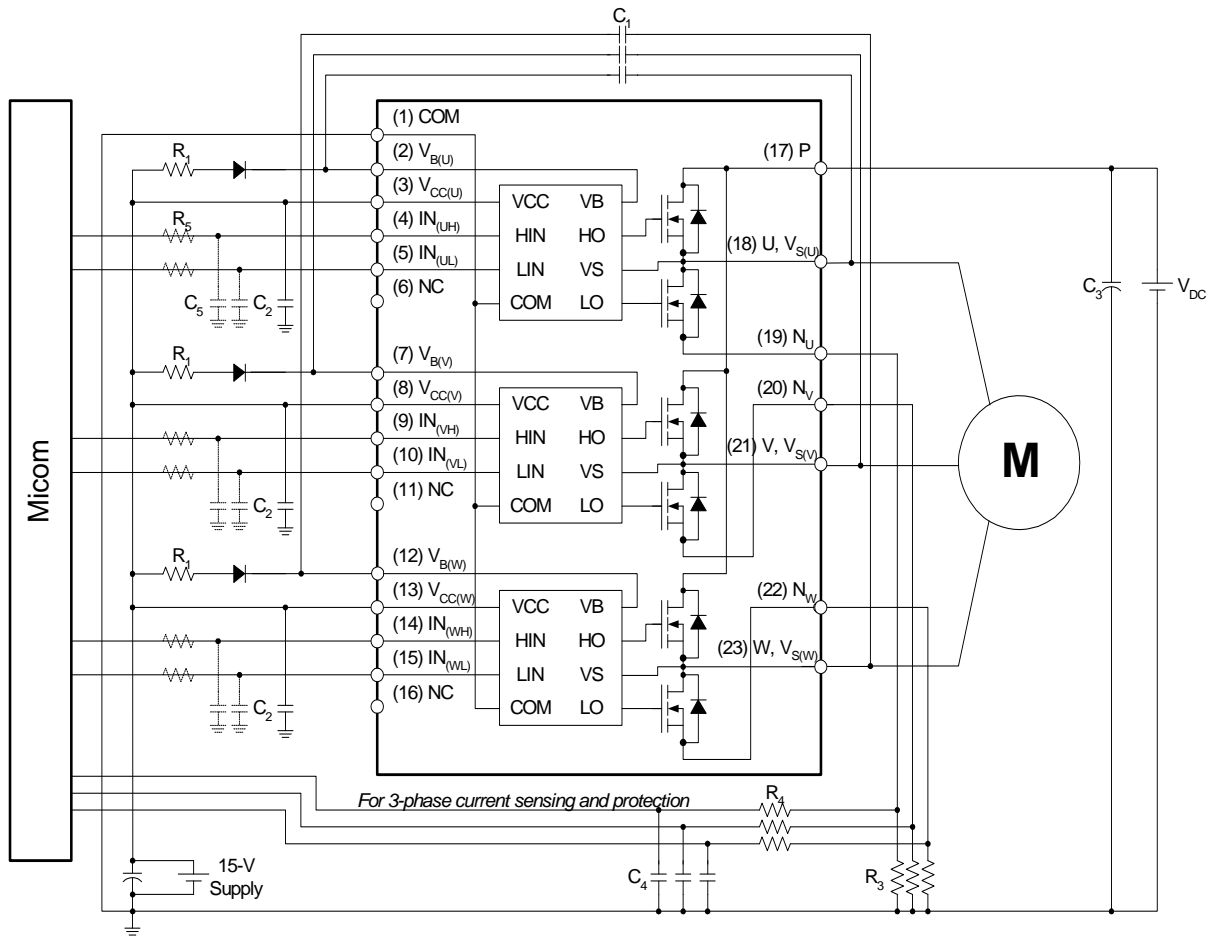 C1
Micom
(1) COM
(2) VB(U)
(3) VCC(U)
(4) IN(UH)
(5) IN(UL)
(6) NC
(7) VB(V)
(8) VCC(V)
(9) IN(VH)
(10) IN(VL)
(11) NC
(12) VB(W)
(13) VCC(W)
(14) IN(WH)
(15) IN(WL)
(16) NC
R1
R5
C5
C2
R1
C2
R1
C2
VCC VB
HIN HO
LIN VS
COM LO
VCC VB
HIN HO
LIN VS
COM LO
VCC VB
HIN HO
LIN VS
COM LO
(17) P
(18) U, VS(U)
(19) NU
(20) NV
(21) V, VS(V)
(22) NW
(23) W, VS(W)
C3
VDC
M
For 3-phase current sensing and protection
R4
C4
R3
15-V
Supply